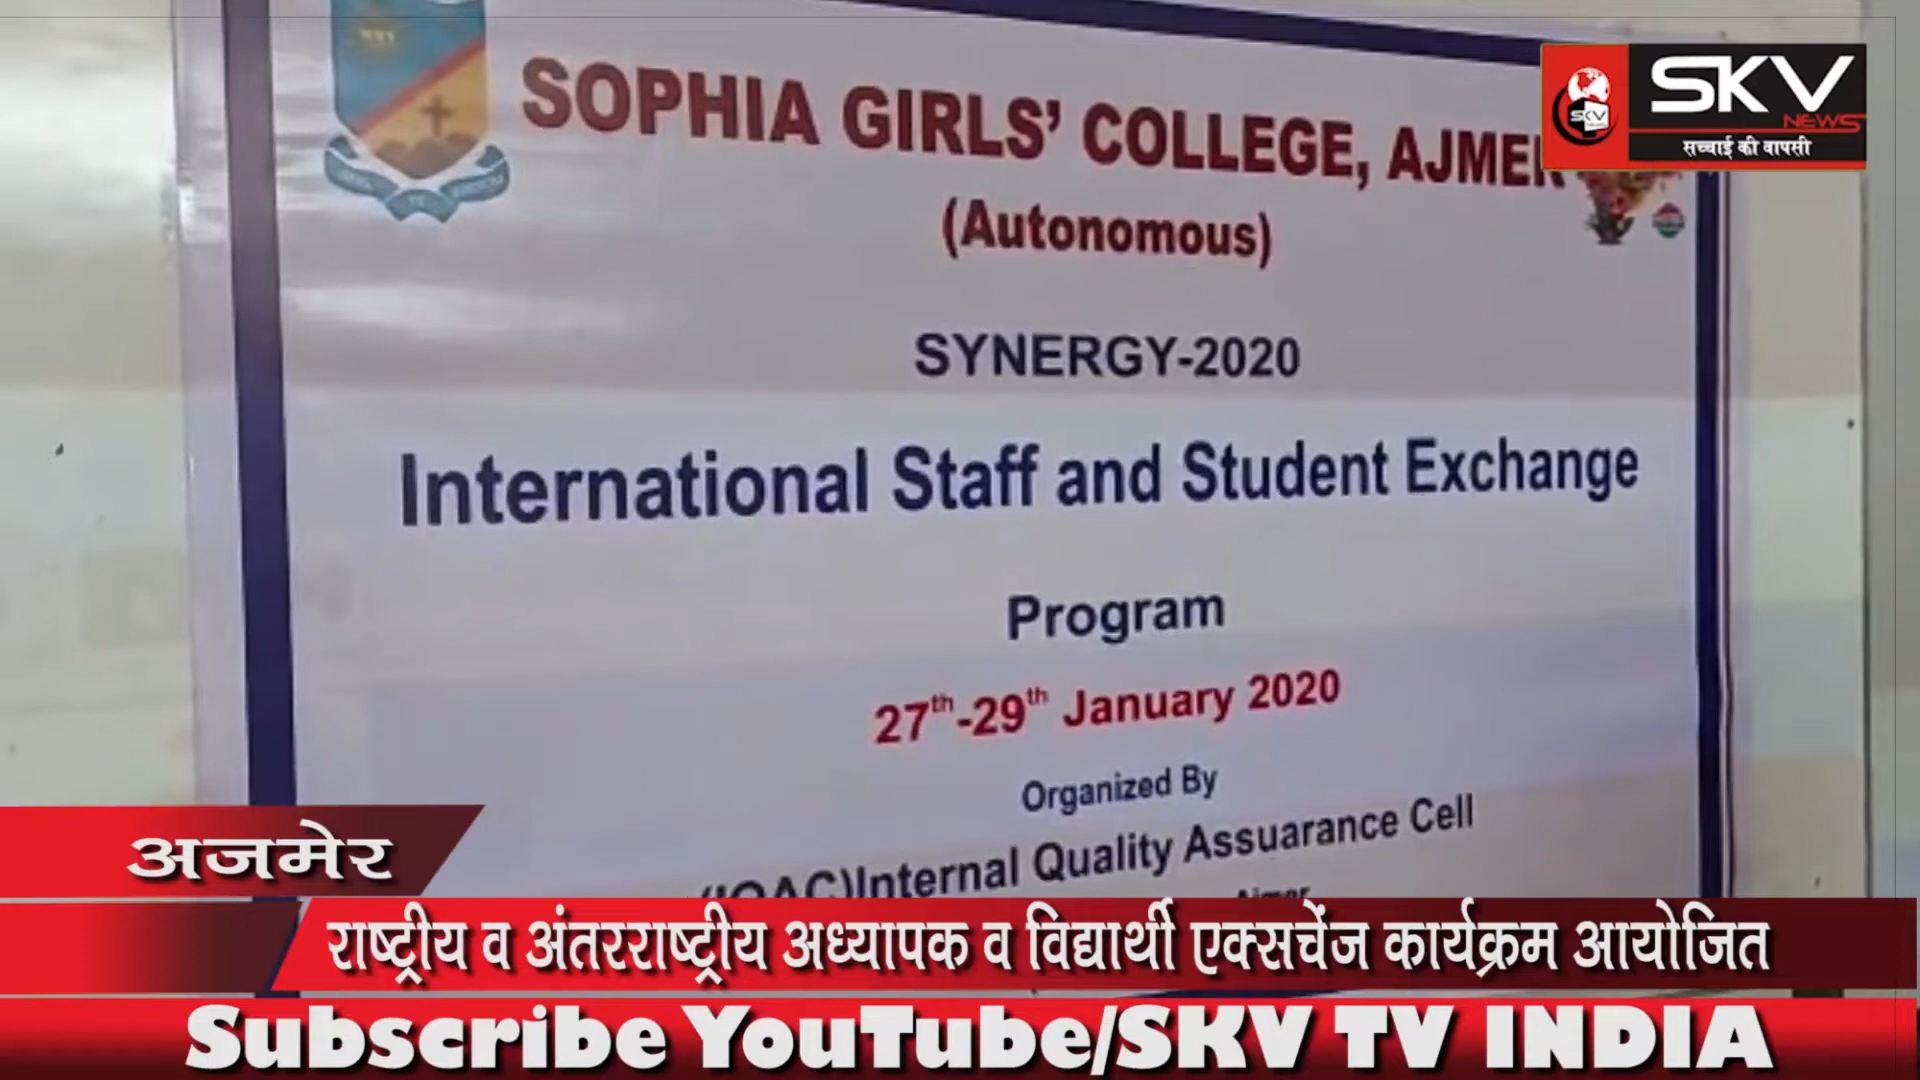 SOPHIA GIRLS' COLLEGE, AJMER
(Autonomous)
SYNERGY-2020
International Staff and Student Exchange
Program
27th-29th January 2020
Organized By
(IQAC)Internal Quality Assuarance Cell
Ajmer
SKV
NEWS
सच्चाई की वापसी
अजमेर
राष्ट्रीय व अंतरराष्ट्रीय अध्यापक व विद्यार्थी एक्सचेंज कार्यक्रम आयोजित
Subscribe YouTube/SKV TV INDIA